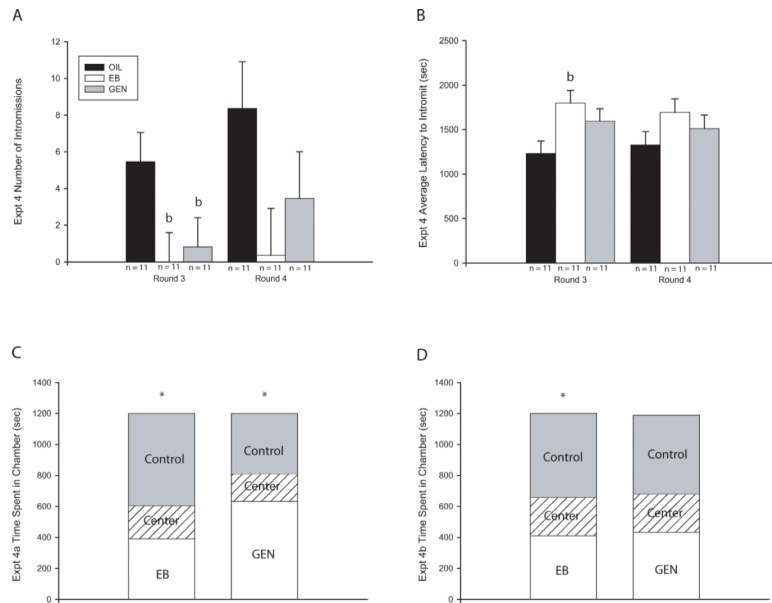 A
Expt 4 Number of Intromissions
12
10
8
6
4
2
0
OIL
EB
GEN
b
b
n = 11 n = 11 n = 11 n = 11 n = 11 n = 11
Round 3 Round 4
B
Expt 4 Average Latency to Intromit (sec)
2500
2000
1500
1000
500
0
b
n = 11 n = 11 n = 11 n = 11 n = 11 n = 11
Round 3 Round 4
C
Expt 4a Time Spent in Chamber (sec)
1400
1200
1000
800
600
400
200
0
* *
Control Control
Center Center
EB GEN
D
Expt 4b Time Spent in Chamber (sec)
1400
1200
1000
800
600
400
200
0
*
Control Control
Center Center
EB GEN